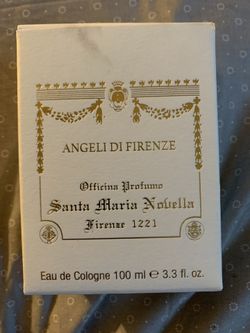 ANGELI DI FIRENZE
Officina Profumo
Santa Maria Novella
Firenze 1221
Eau de Cologne 100 ml ℮ 3.3 fl. oz.